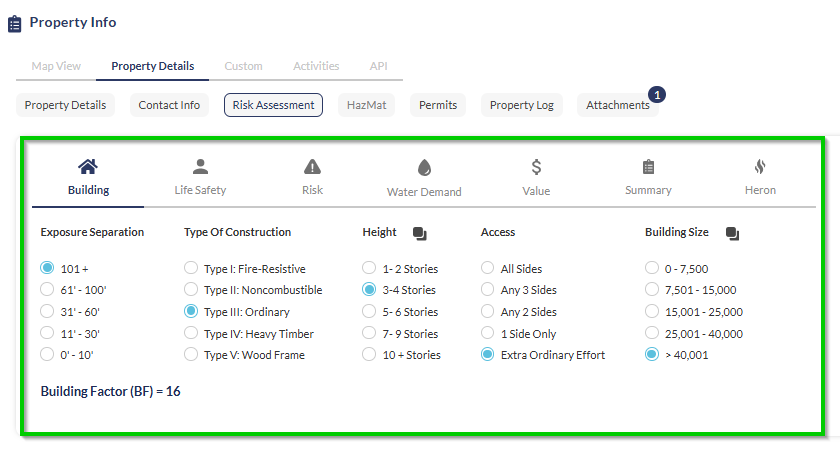 Property Info
Map View Property Details Custom Activities API
Property Details Contact Info Risk Assessment HazMat Permits Property Log Attachments 1
Building Life Safety Risk Water Demand Value Summary Heron
Exposure Separation Type Of Construction Height Access Building Size
101 + Type I: Fire-Resistive 1- 2 Stories All Sides 0 - 7,500
61' - 100' Type II: Noncombustible 3-4 Stories Any 3 Sides 7,501 - 15,000
31' - 60' Type III: Ordinary 5- 6 Stories Any 2 Sides 15,001 - 25,000
11' - 30' Type IV: Heavy Timber 7- 9 Stories 1 Side Only 25,001 - 40,000
0' - 10' Type V: Wood Frame 10 + Stories Extra Ordinary Effort > 40,001
Building Factor (BF) = 16